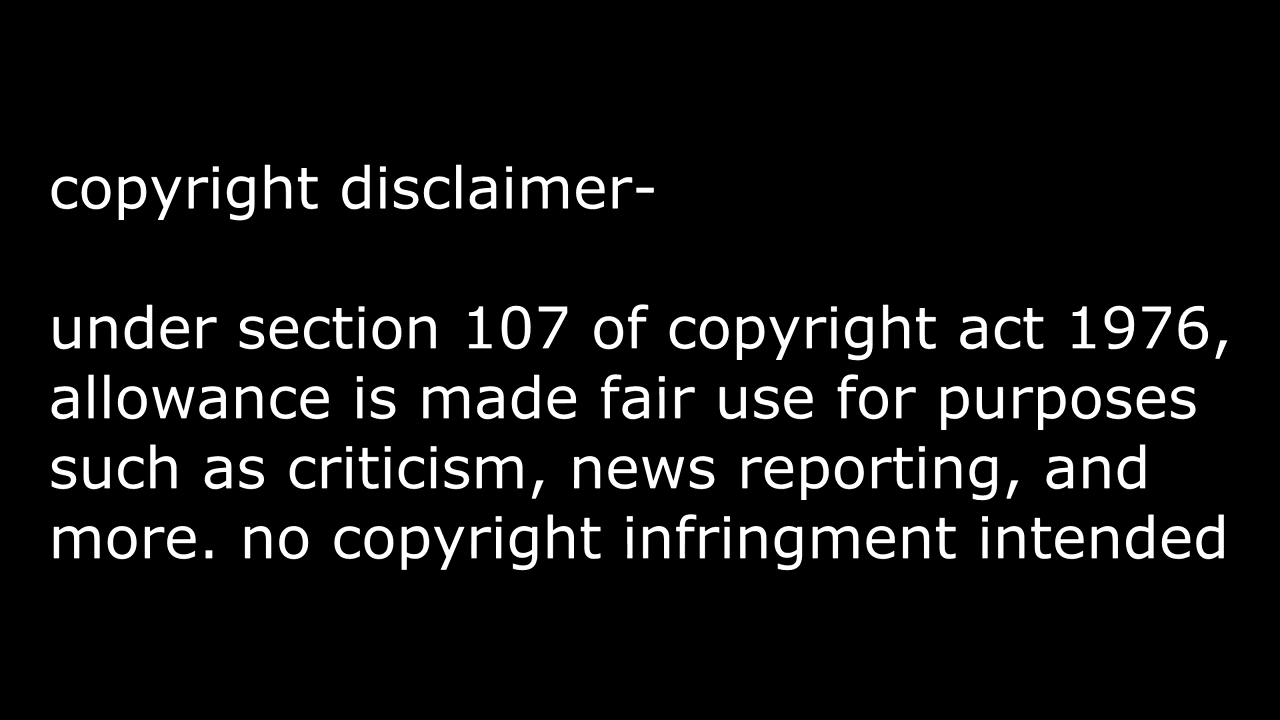 copyright disclaimer-
under section 107 of copyright act 1976,
allowance is made fair use for purposes
such as criticism, news reporting, and
more. no copyright infringment intended